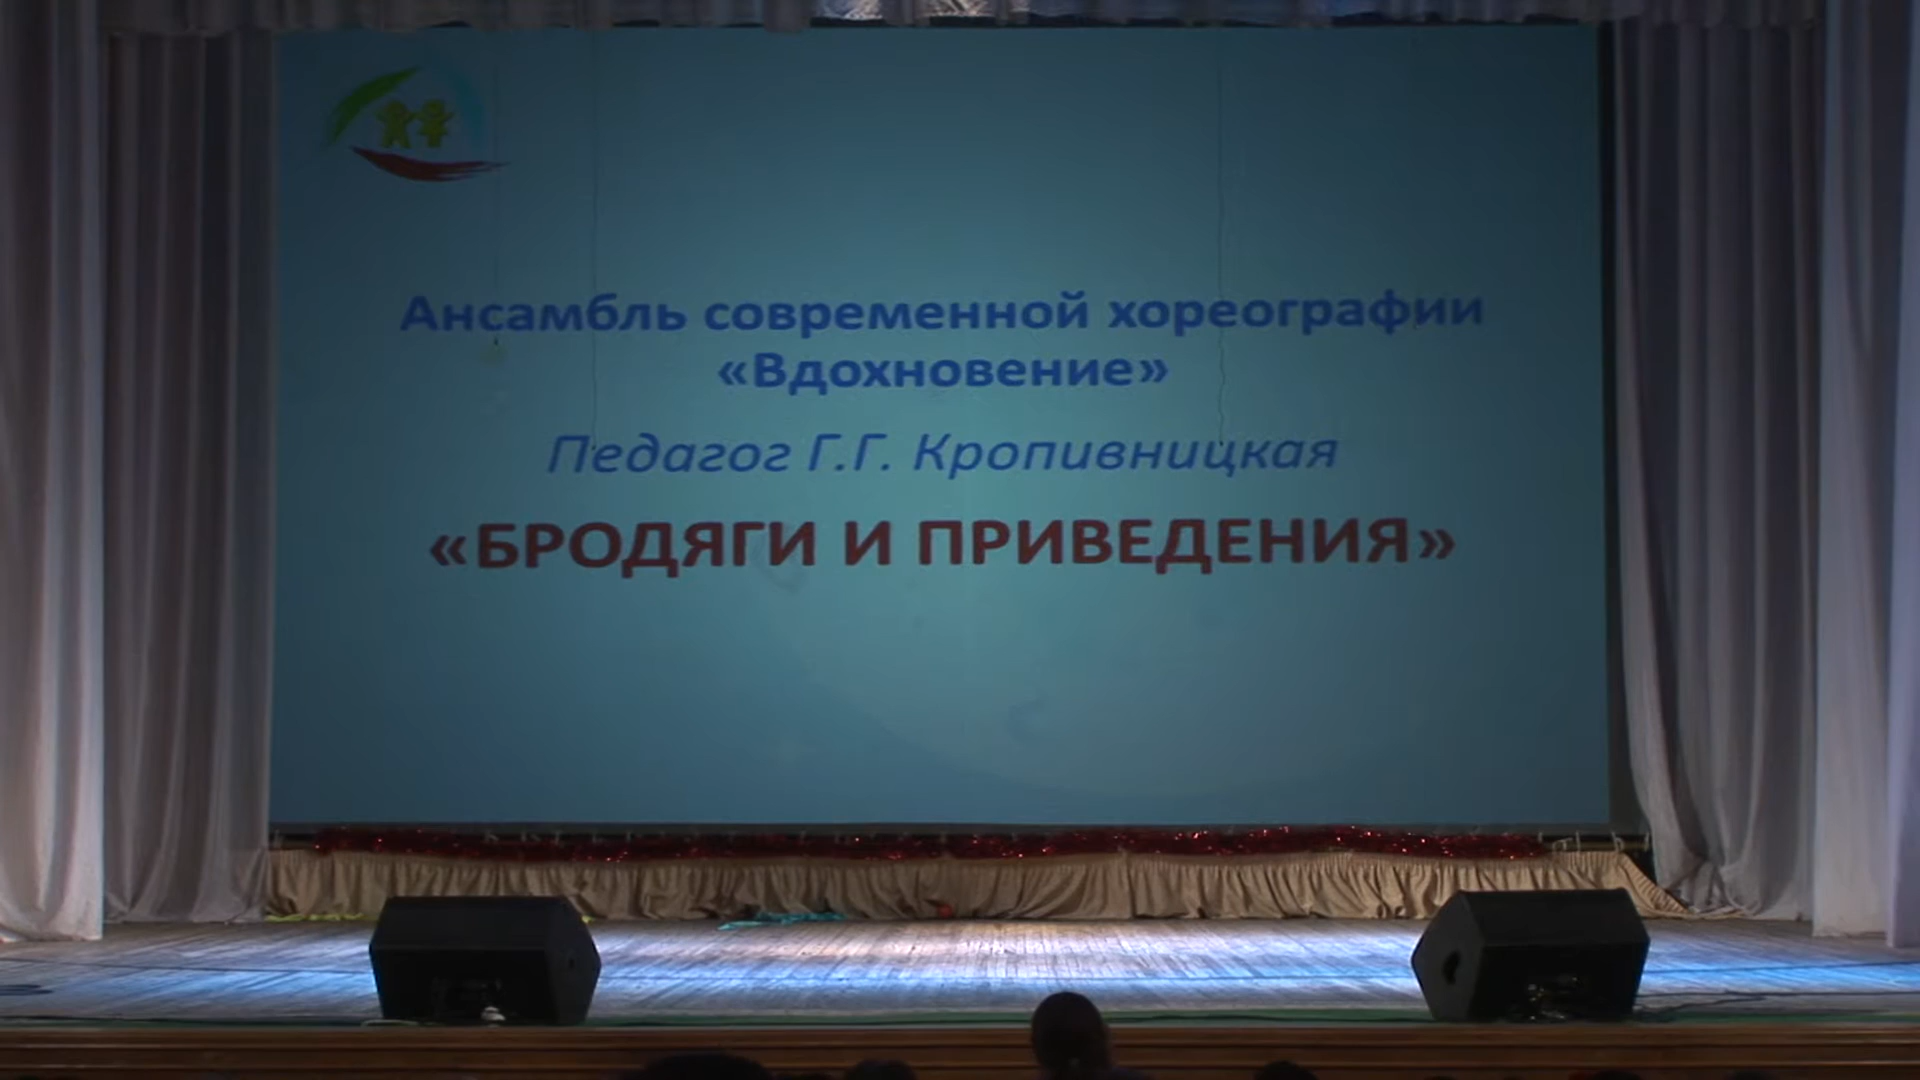 Ансамбль современной хореографии
«Вдохновение»
Педагог Г.Г. Кропивницкая
«БРОДЯГИ И ПРИВЕДЕНИЯ»